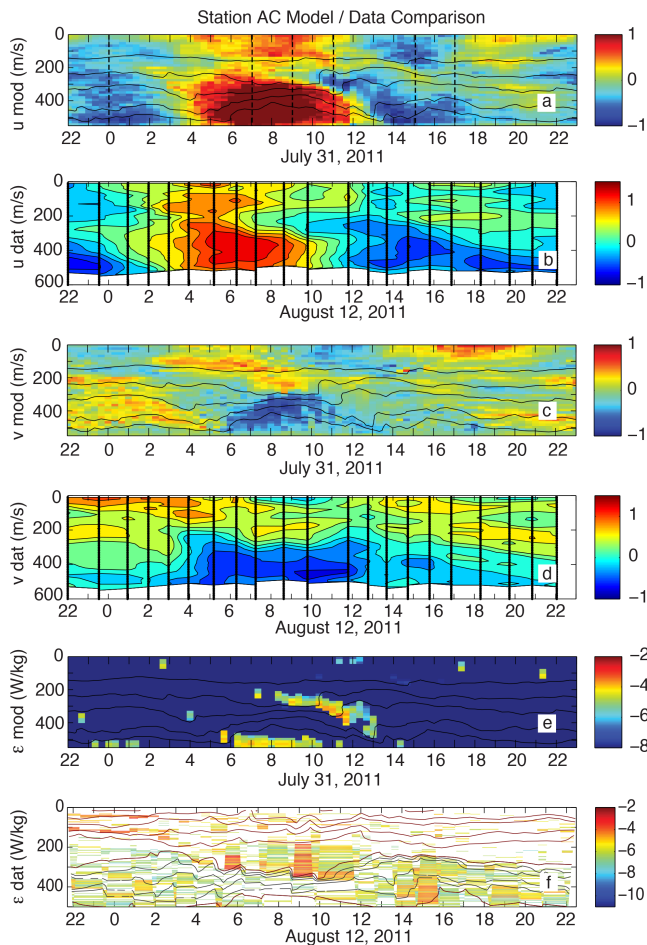 Station AC Model / Data Comparison
u mod (m/s)
0
200
400
a
1
0
−1
22 0 2 4 6 8 10 12 14 16 18 20 22
July 31, 2011
u dat (m/s)
0
200
400
600
b
1
0
−1
22 0 2 4 6 8 10 12 14 16 18 20 22
August 12, 2011
v mod (m/s)
0
200
400
c
1
0
−1
22 0 2 4 6 8 10 12 14 16 18 20 22
July 31, 2011
v dat (m/s)
0
200
400
600
d
1
0
−1
22 0 2 4 6 8 10 12 14 16 18 20 22
August 12, 2011
ε mod (W/kg)
0
200
400
e
−2
−4
−6
−8
22 0 2 4 6 8 10 12 14 16 18 20 22
July 31, 2011
ε dat (W/kg)
0
200
400
f
−2
−4
−6
−8
−10
22 0 2 4 6 8 10 12 14 16 18 20 22
August 12, 2011